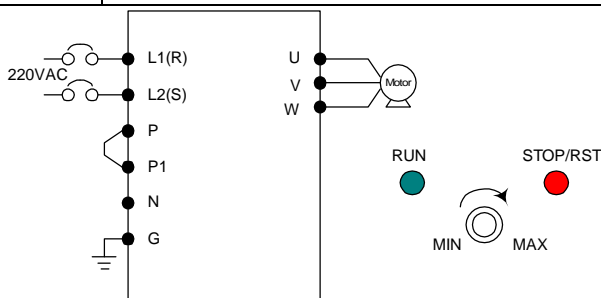 L1(R)
220VAC
L2(S)
P
P1
N
G
U
V
W
Motor
RUN
STOP/RST
MIN
MAX